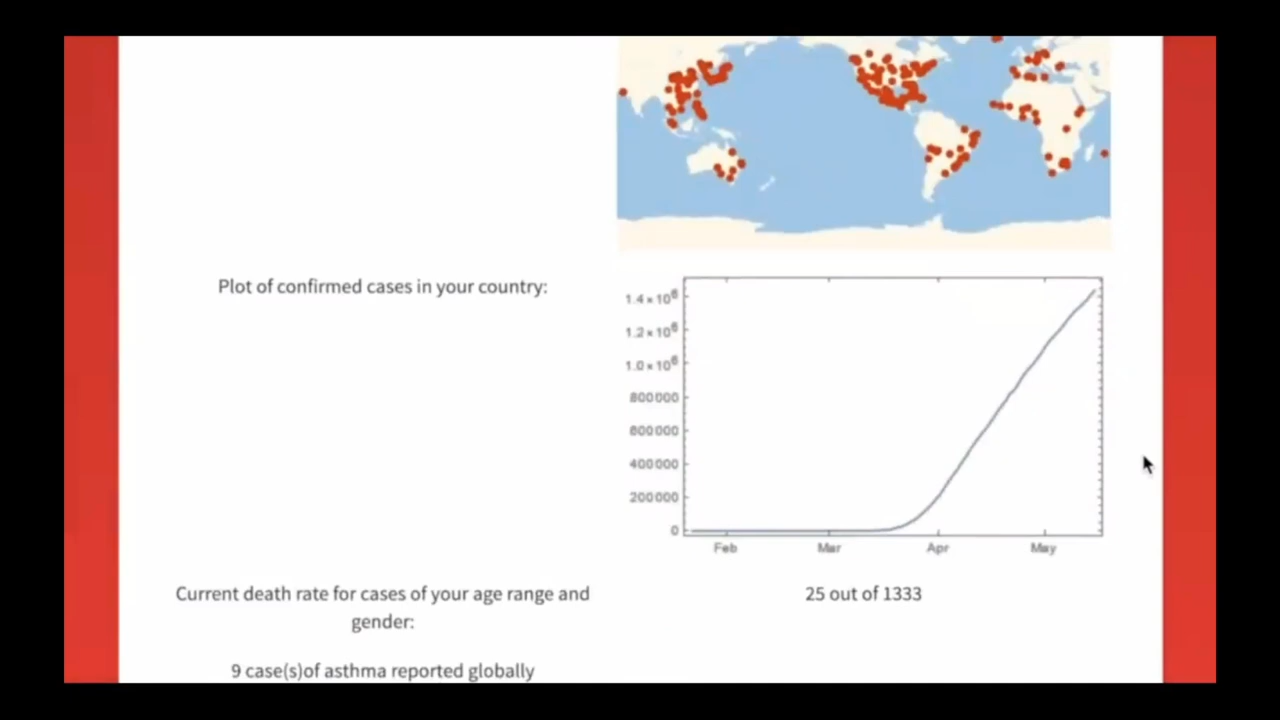 Plot of confirmed cases in your country:
1.4×10⁶
1.2×10⁶
1.0×10⁶
800000
600000
400000
200000
0
Feb Mar Apr May
Current death rate for cases of your age range and
gender:
25 out of 1333
9 case(s)of asthma reported globally